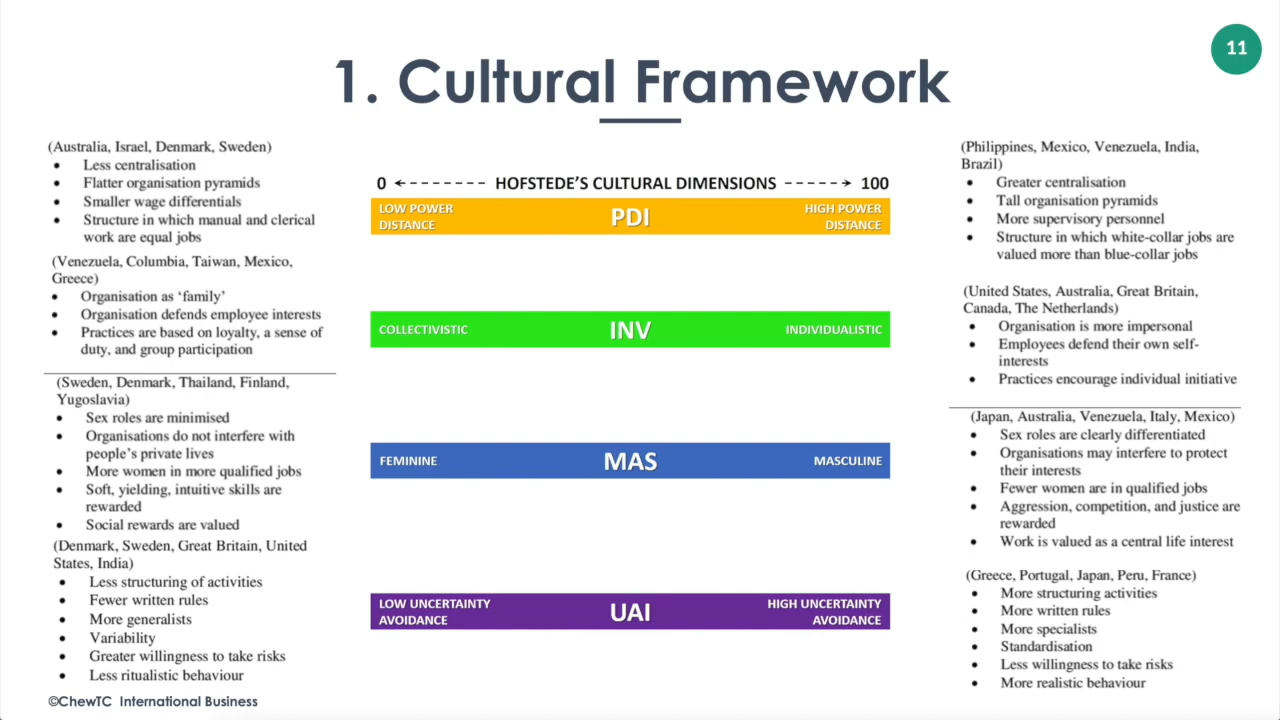 11
1. Cultural Framework
(Australia, Israel, Denmark, Sweden)
• Less centralisation
• Flatter organisation pyramids
• Smaller wage differentials
• Structure in which manual and clerical
work are equal jobs
(Venezuela, Columbia, Taiwan, Mexico,
Greece)
• Organisation as ‘family’
• Organisation defends employee interests
• Practices are based on loyalty, a sense of
duty, and group participation
(Sweden, Denmark, Thailand, Finland,
Yugoslavia)
• Sex roles are minimised
• Organisations do not interfere with
people’s private lives
• More women in more qualified jobs
• Soft, yielding, intuitive skills are
rewarded
• Social rewards are valued
(Denmark, Sweden, Great Britain, United
States, India)
• Less structuring of activities
• Fewer written rules
• More generalists
• Variability
• Greater willingness to take risks
• Less ritualistic behaviour
0 HOFSTEDE’S CULTURAL DIMENSIONS 100
LOW POWER
DISTANCE
PDI
HIGH POWER
DISTANCE
COLLECTIVISTIC INV INDIVIDUALISTIC
FEMININE MAS MASCULINE
LOW UNCERTAINTY
AVOIDANCE
UAI
HIGH UNCERTAINTY
AVOIDANCE
(Philippines, Mexico, Venezuela, India,
Brazil)
• Greater centralisation
• Tall organisation pyramids
• More supervisory personnel
• Structure in which white-collar jobs are
valued more than blue-collar jobs
(United States, Australia, Great Britain,
Canada, The Netherlands)
• Organisation is more impersonal
• Employees defend their own self-
interests
• Practices encourage individual initiative
(Japan, Australia, Venezuela, Italy, Mexico)
• Sex roles are clearly differentiated
• Organisations may interfere to protect
their interests
• Fewer women are in qualified jobs
• Aggression, competition, and justice are
rewarded
• Work is valued as a central life interest
(Greece, Portugal, Japan, Peru, France)
• More structuring activities
• More written rules
• More specialists
• Standardisation
• Less willingness to take risks
• More realistic behaviour
©ChewTC International Business